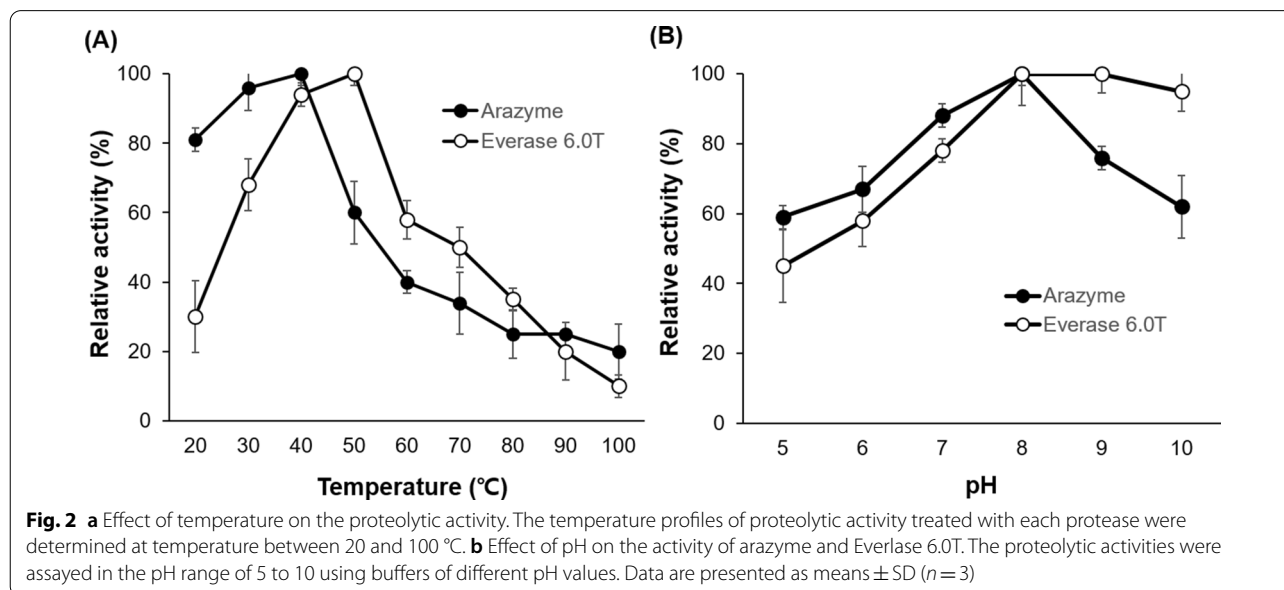 (A)
Relative activity (%)
100
80
60
40
20
0
Arazyme
Everase 6.0T
20 30 40 50 60 70 80 90 100
Temperature (℃)
(B)
Relative activity (%)
100
80
60
40
20
0
Arazyme
Everase 6.0T
5 6 7 8 9 10
pH
Fig. 2 a Effect of temperature on the proteolytic activity. The temperature profiles of proteolytic activity treated with each protease were
determined at temperature between 20 and 100 °C. b Effect of pH on the activity of arazyme and Everlase 6.0T. The proteolytic activities were
assayed in the pH range of 5 to 10 using buffers of different pH values. Data are presented as means ± SD (n = 3)